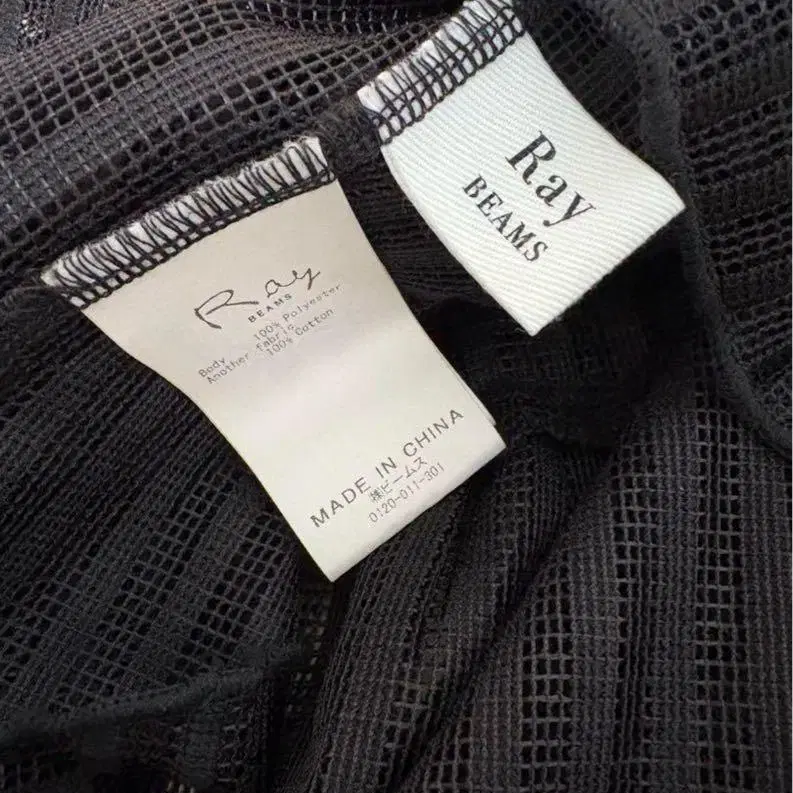 Ray
BEAMS
Ray
BEAMS
Body 100% Polyester
Another Fabric
100% Cotton
MADE IN CHINA
㈱ビームス
0120-011-301